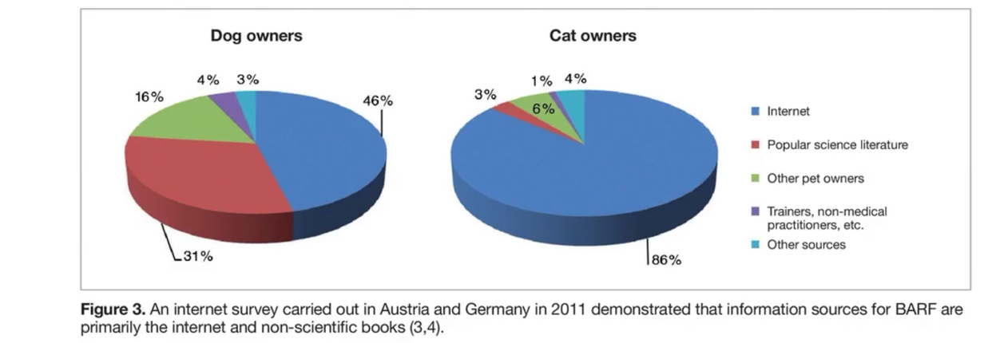 Dog owners
Cat owners
4%
3%
16%
46%
31%
1%
4%
3%
6%
86%
Internet
Popular science literature
Other pet owners
Trainers, non-medical
practitioners, etc.
Other sources
Figure 3. An internet survey carried out in Austria and Germany in 2011 demonstrated that information sources for BARF are
primarily the internet and non-scientific books (3,4).